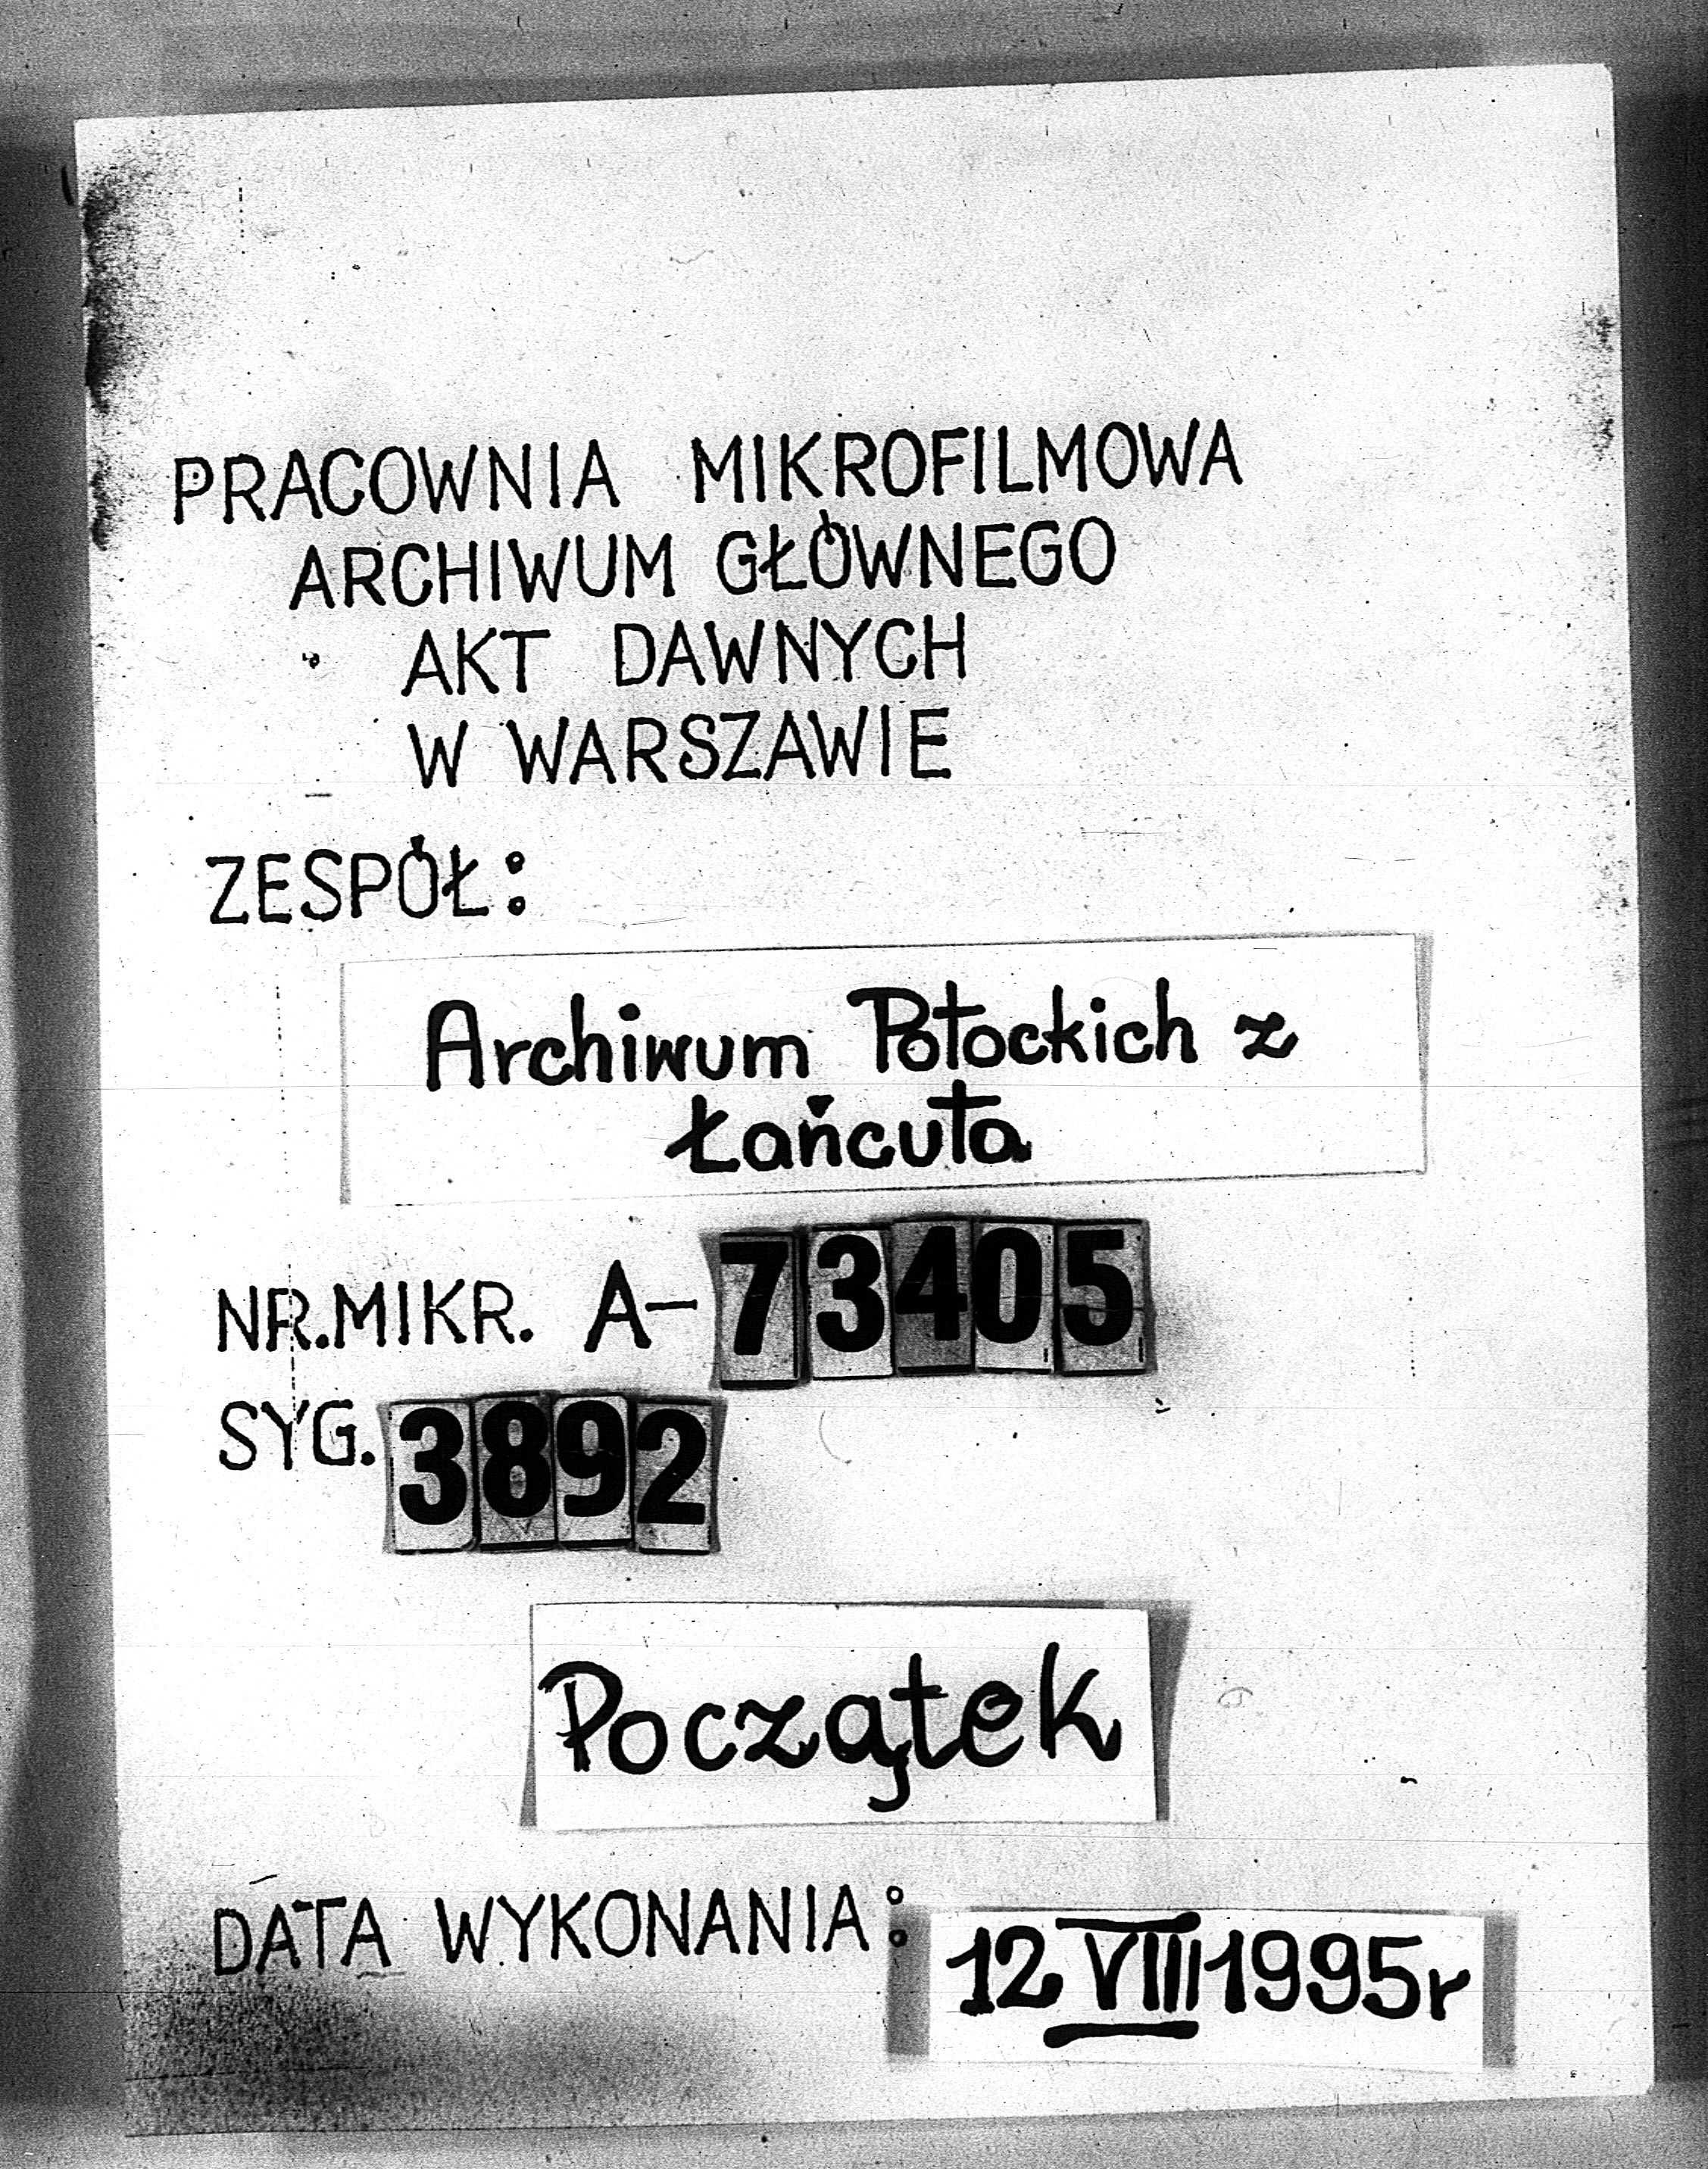 PRACOWNIA MIKROFILMOWA
ARCHIWUM GŁÓWNEGO
AKT DAWNYCH
W WARSZAWIE
ZESPÓŁ:
Archiwum Potockich z
Łańcuta
NR.MIKR. A-73405
SYG. 3892
Początek
DATA WYKONANIA: 12 VIII 1995r